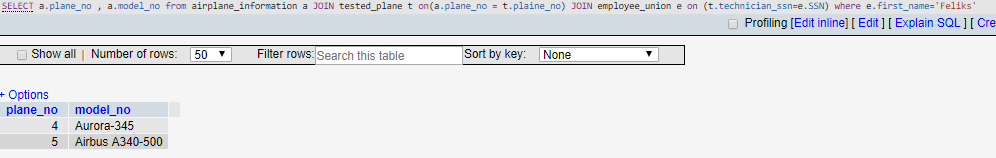 SELECT a.plane_no , a.model_no from airplane_information a JOIN tested_plane t on(a.plane_no = t.plaine_no) JOIN employee_union e on (t.technician_ssn=e.SSN) where e.first_name='Feliks'
Profiling [Edit inline] [ Edit ] [ Explain SQL ] [ Cre
Show all | Number of rows: 50 Filter rows: Search this table Sort by key: None
+ Options
plane_no model_no
4 Aurora-345
5 Airbus A340-500